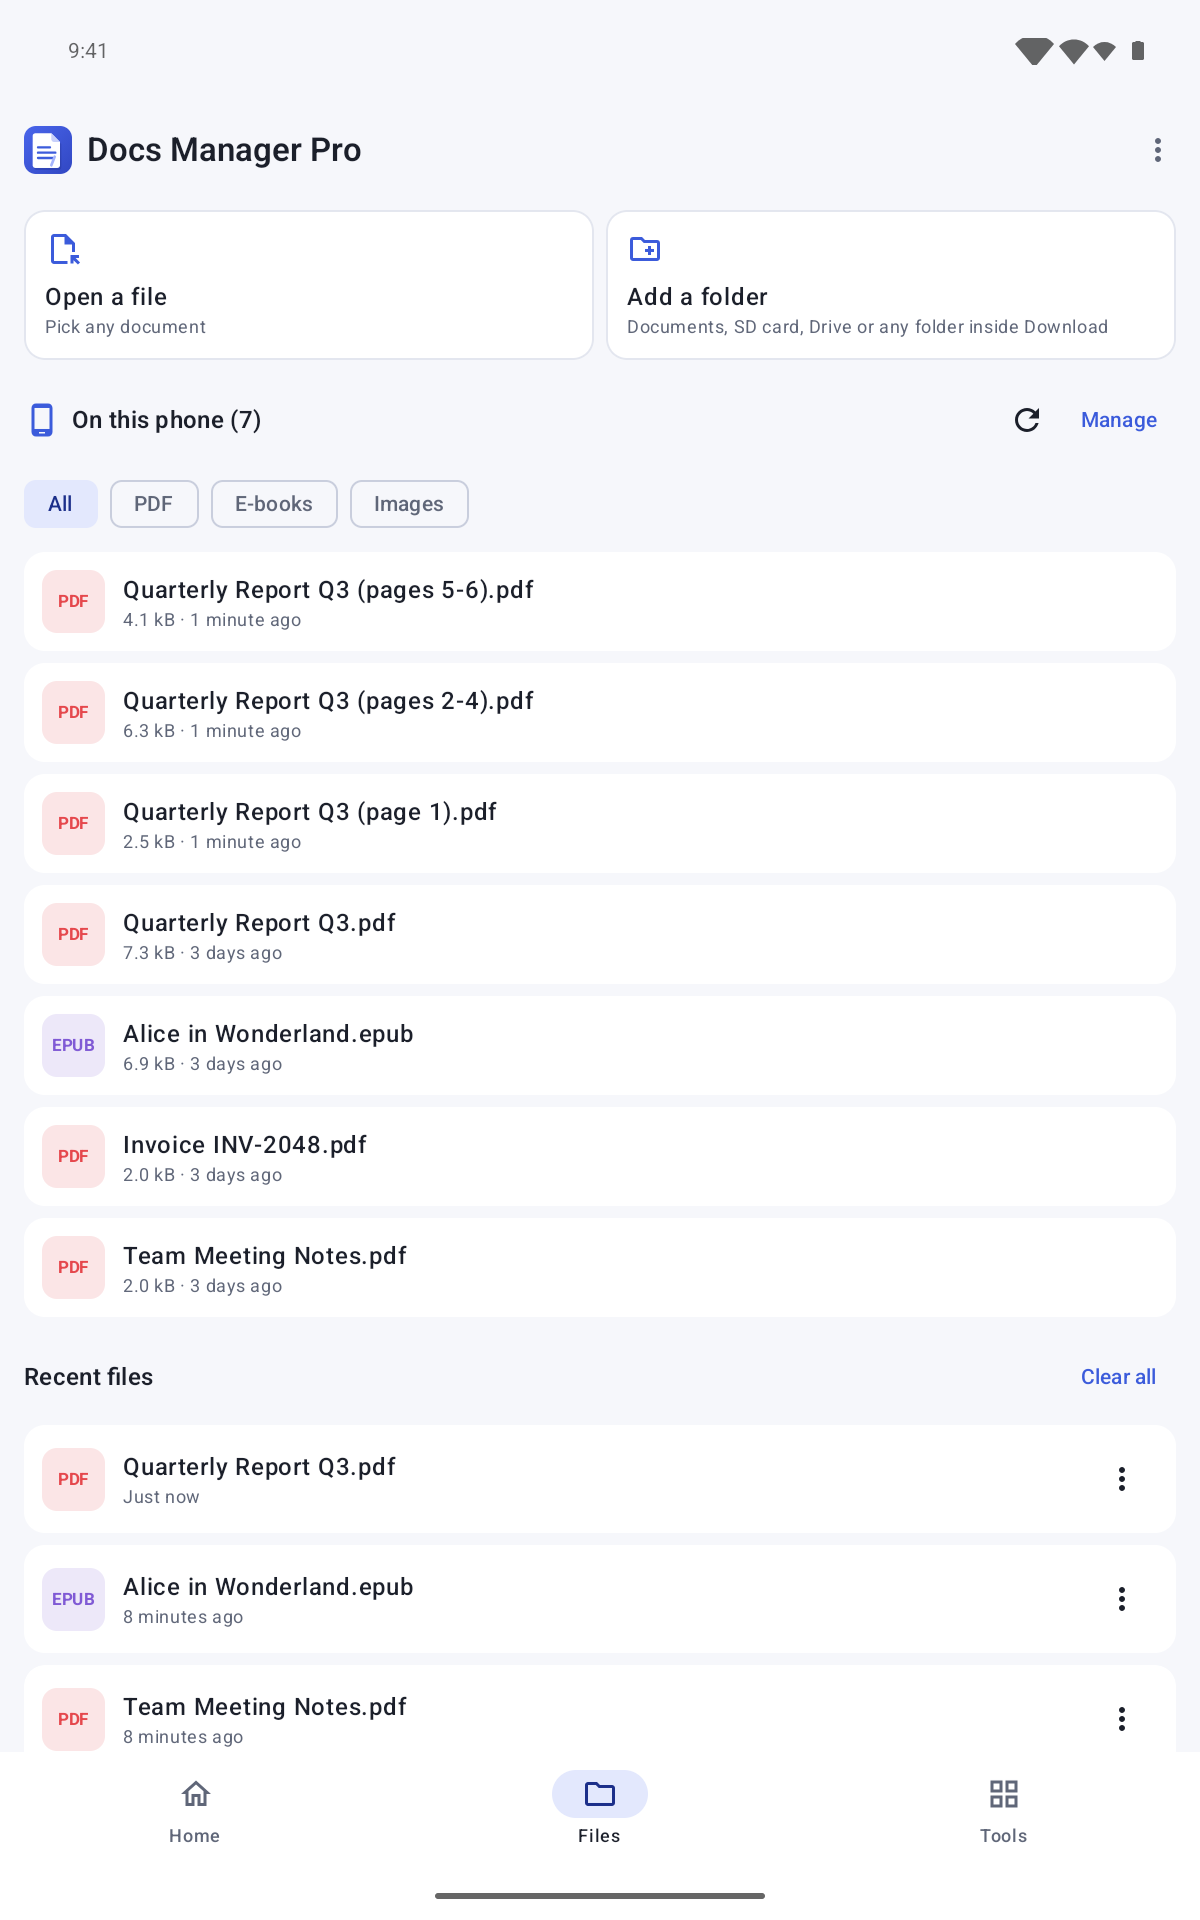 9:41
Docs Manager Pro
Open a file
Pick any document
Add a folder
Documents, SD card, Drive or any folder inside Download
On this phone (7)
Manage
All
PDF
E-books
Images
PDF
Quarterly Report Q3 (pages 5-6).pdf
4.1 kB · 1 minute ago
PDF
Quarterly Report Q3 (pages 2-4).pdf
6.3 kB · 1 minute ago
PDF
Quarterly Report Q3 (page 1).pdf
2.5 kB · 1 minute ago
PDF
Quarterly Report Q3.pdf
7.3 kB · 3 days ago
EPUB
Alice in Wonderland.epub
6.9 kB · 3 days ago
PDF
Invoice INV-2048.pdf
2.0 kB · 3 days ago
PDF
Team Meeting Notes.pdf
2.0 kB · 3 days ago
Recent files
Clear all
PDF
Quarterly Report Q3.pdf
Just now
EPUB
Alice in Wonderland.epub
8 minutes ago
PDF
Team Meeting Notes.pdf
8 minutes ago
Home
Files
Tools